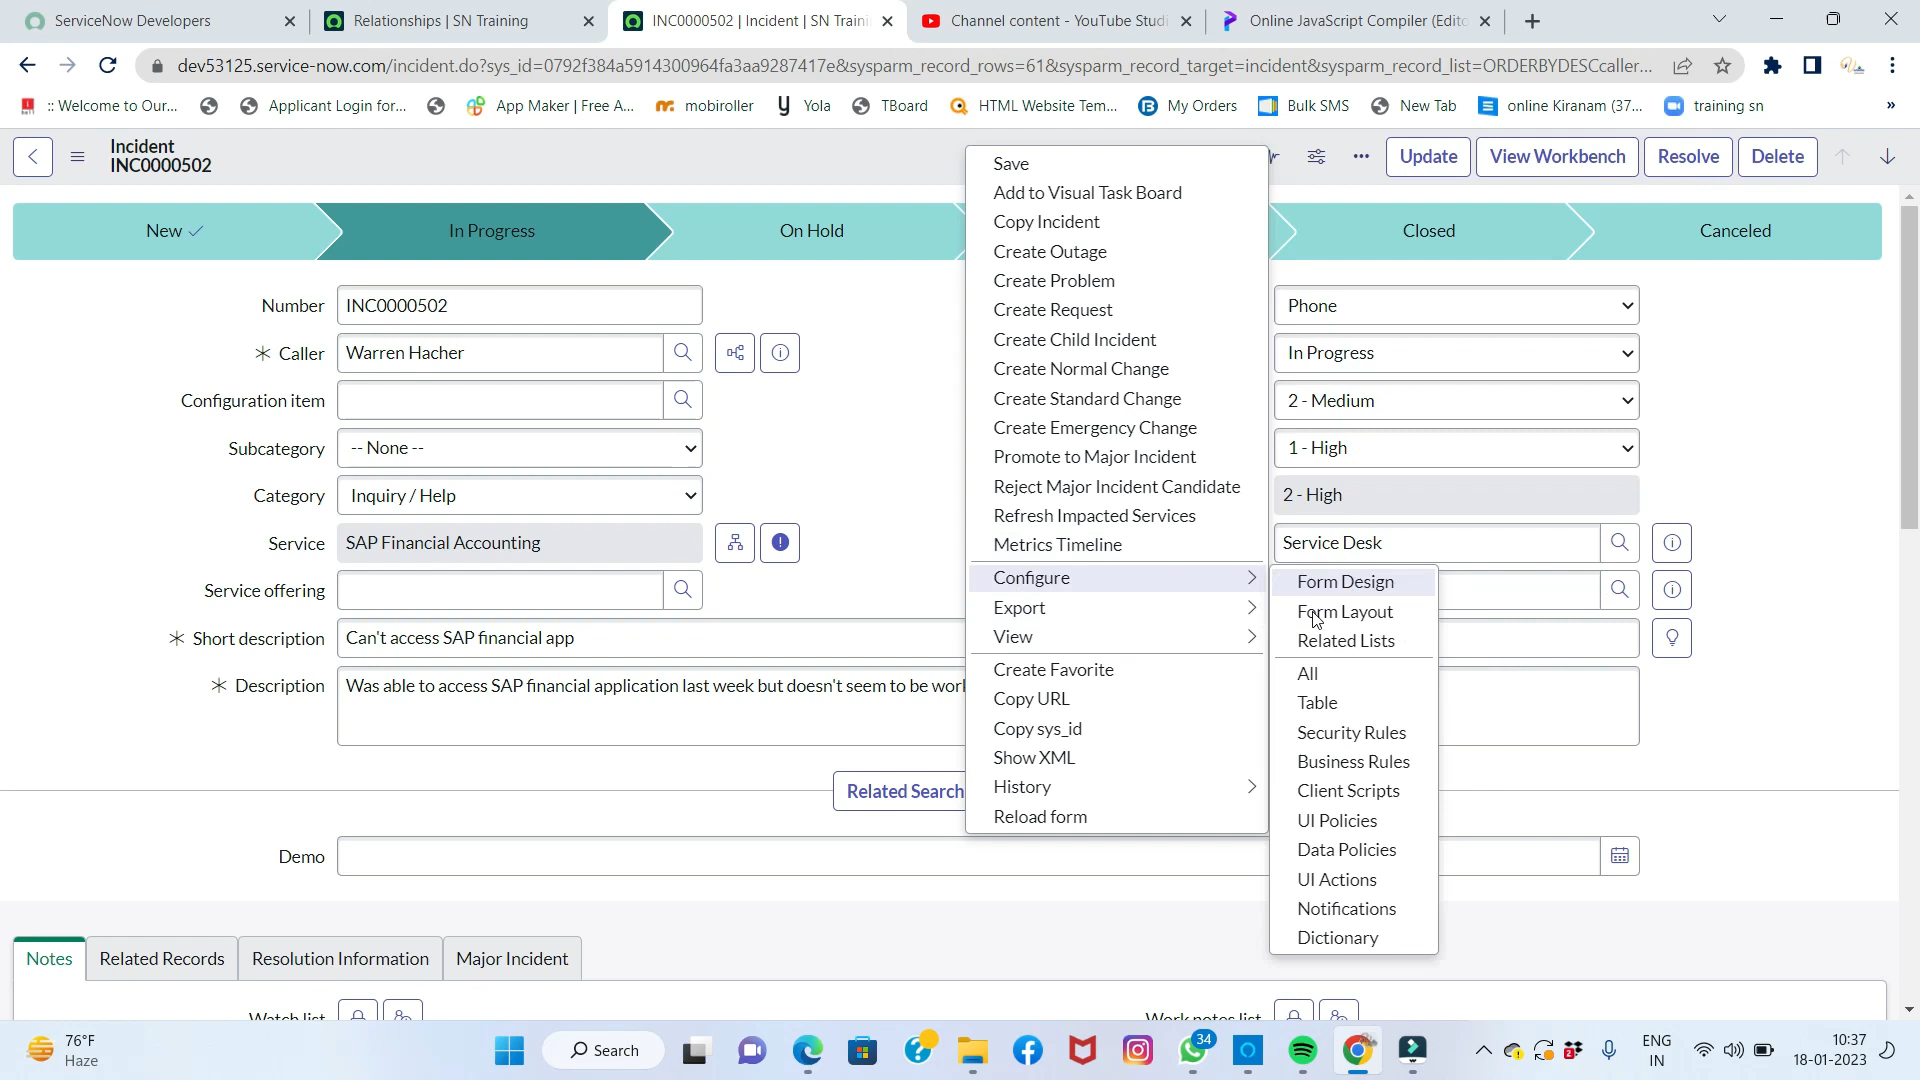 ServiceNow Developers
Relationships | SN Training
INC0000502 | Incident | SN Traini
Channel content - YouTube Studi
Online JavaScript Compiler (Edito
dev53125.service-now.com/incident.do?sys_id=0792f384a5914300964fa3aa9287417e&sysparm_record_rows=61&sysparm_record_target=incident&sysparm_record_list=ORDERBYDESCcaller...
:: Welcome to Our...
Applicant Login for...
App Maker | Free A...
mobiroller
Yola
TBoard
HTML Website Tem...
My Orders
Bulk SMS
New Tab
online Kiranam (37...
training sn
»
Incident
INC0000502
Update
View Workbench
Resolve
Delete
New
In Progress
On Hold
Closed
Canceled
Number
INC0000502
Caller
Warren Hacher
Configuration item
Subcategory
-- None --
Category
Inquiry / Help
Service
SAP Financial Accounting
Service offering
Short description
Can't access SAP financial app
Description
Was able to access SAP financial application last week but doesn't seem to be worl
Related Search
Demo
Save
Add to Visual Task Board
Copy Incident
Create Outage
Create Problem
Create Request
Create Child Incident
Create Normal Change
Create Standard Change
Create Emergency Change
Promote to Major Incident
Reject Major Incident Candidate
Refresh Impacted Services
Metrics Timeline
Configure
Export
View
Create Favorite
Copy URL
Copy sys_id
Show XML
History
Reload form
Phone
In Progress
2 - Medium
1 - High
2 - High
Service Desk
Form Design
Form Layout
Related Lists
All
Table
Security Rules
Business Rules
Client Scripts
UI Policies
Data Policies
UI Actions
Notifications
Dictionary
Notes
Related Records
Resolution Information
Major Incident
Watch list
Work notes list
76°F
Haze
Search
34
2
ENG
IN
10:37
18-01-2023